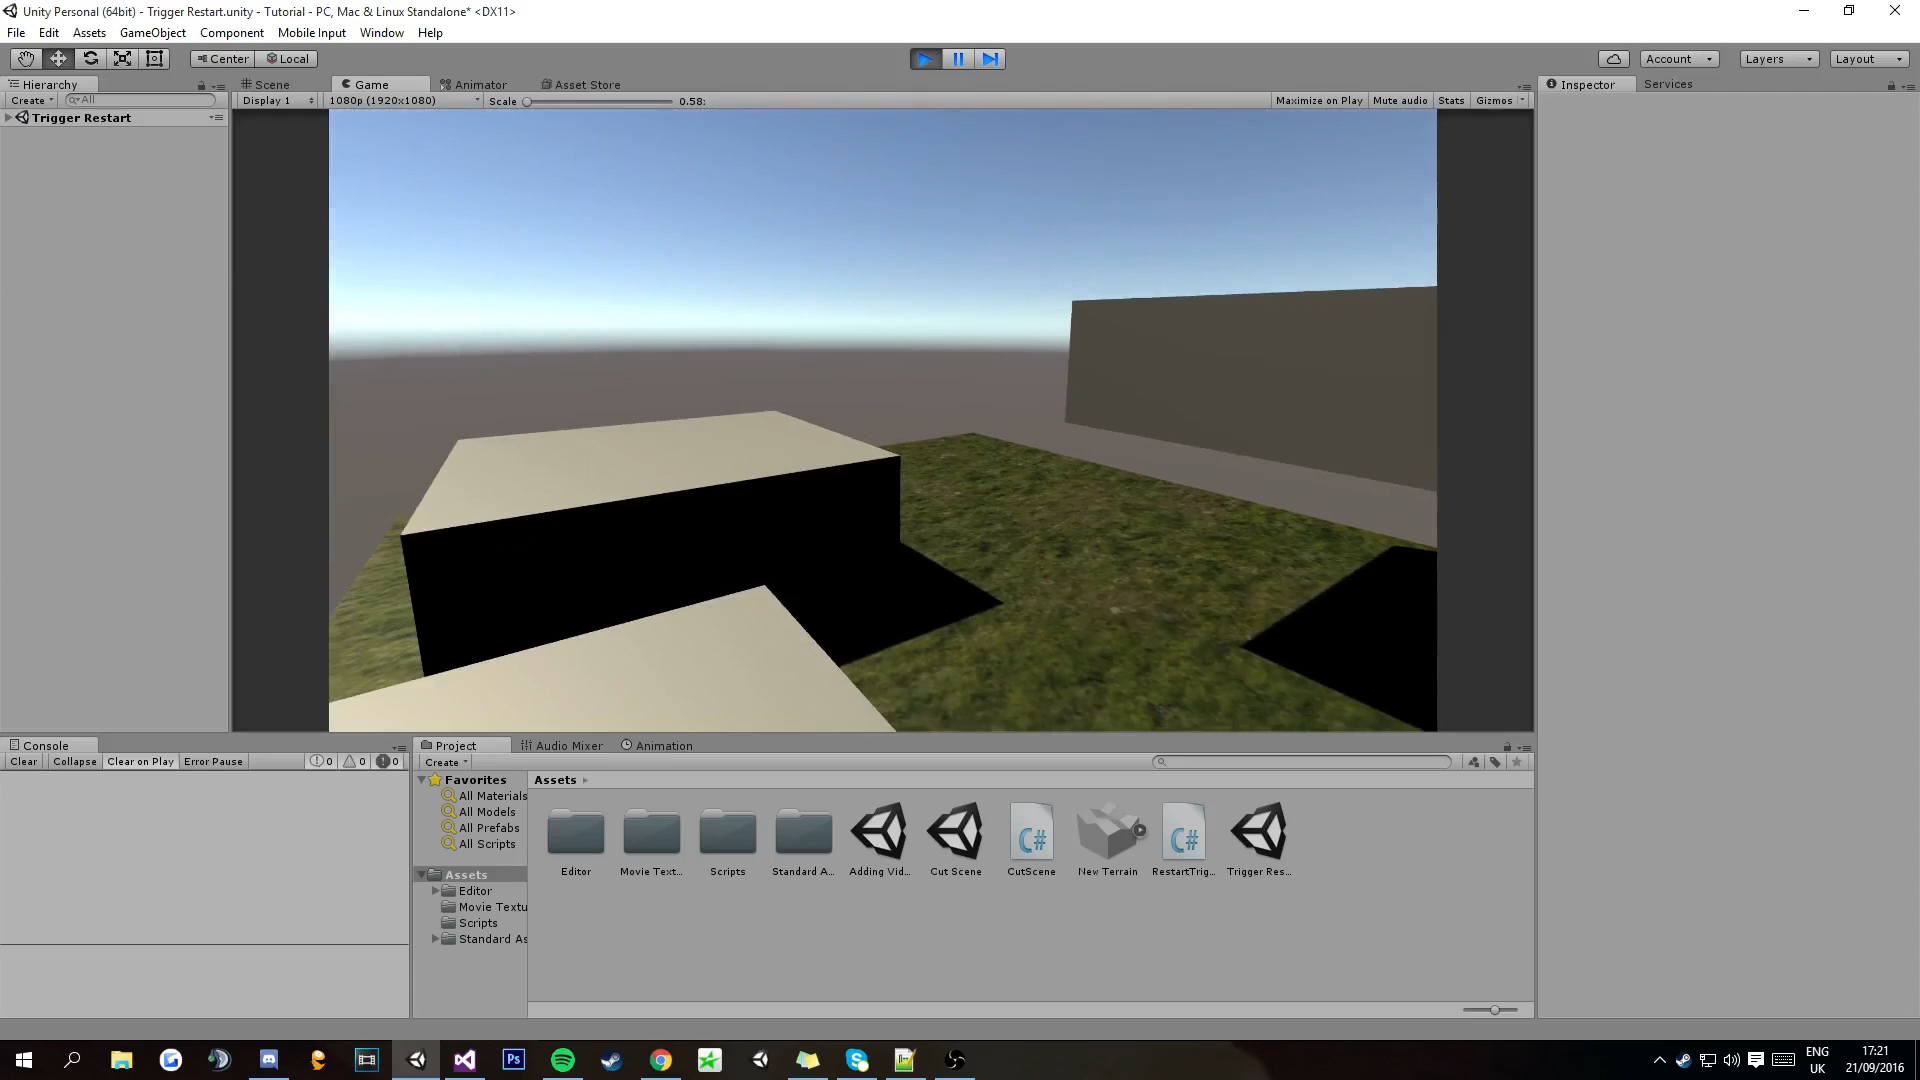 Unity Personal (64bit) - Trigger Restart.unity - Tutorial - PC, Mac & Linux Standalone* <DX11>
File Edit Assets GameObject Component Mobile Input Window Help
Center Local Account Layers Layout
Hierarchy Scene Game Animator Asset Store Inspector Services
Create All Display 1 1080p (1920x1080) Scale 0.58: Maximize on Play Mute audio Stats Gizmos
Trigger Restart
Console Project Audio Mixer Animation
Clear Collapse Clear on Play Error Pause 0 0 0 Create
Favorites Assets
All Materials
All Models
All Prefabs
All Scripts
C# C#
Editor Movie Text... Scripts Standard A... Adding Vid... Cut Scene CutScene New Terrain RestartTrig... Trigger Res...
Assets
Editor
Movie Textu
Scripts
Standard As
Ps
ENG 17:21
UK 21/09/2016